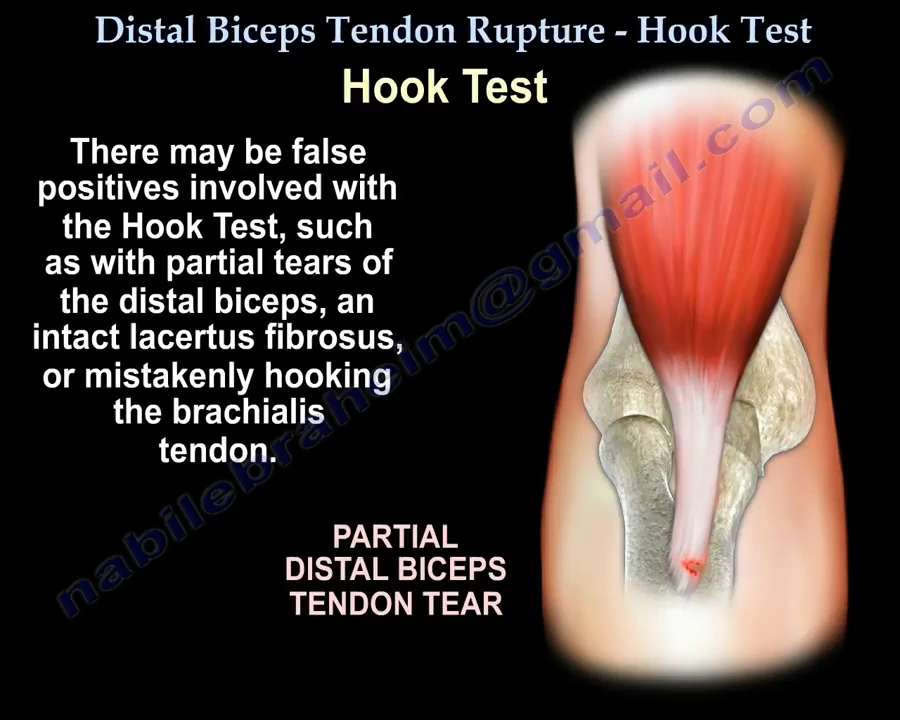 Distal Biceps Tendon Rupture - Hook Test
Hook Test
There may be false
positives involved with
the Hook Test, such
as with partial tears of
the distal biceps, an
intact lacertus fibrosus,
or mistakenly hooking
the brachialis
tendon.
PARTIAL
DISTAL BICEPS
TENDON TEAR
nabilebraheim@gmail.com